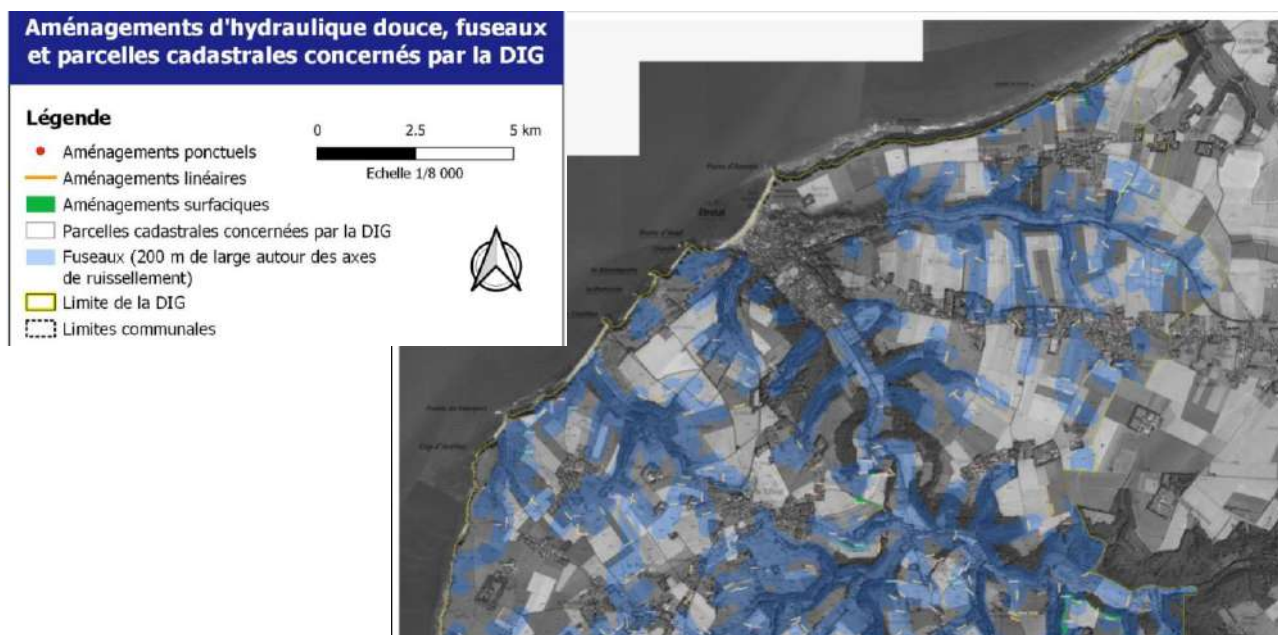 Aménagements d'hydraulique douce, fuseaux
et parcelles cadastrales concernés par la DIG
Légende
0 2.5 5 km
Echelle 1/8 000
Aménagements ponctuels
Aménagements linéaires
Aménagements surfaciques
Parcelles cadastrales concernées par la DIG
Fuseaux (200 m de large autour des axes
de ruissellement)
Limite de la DIG
Limites communales
Etretat